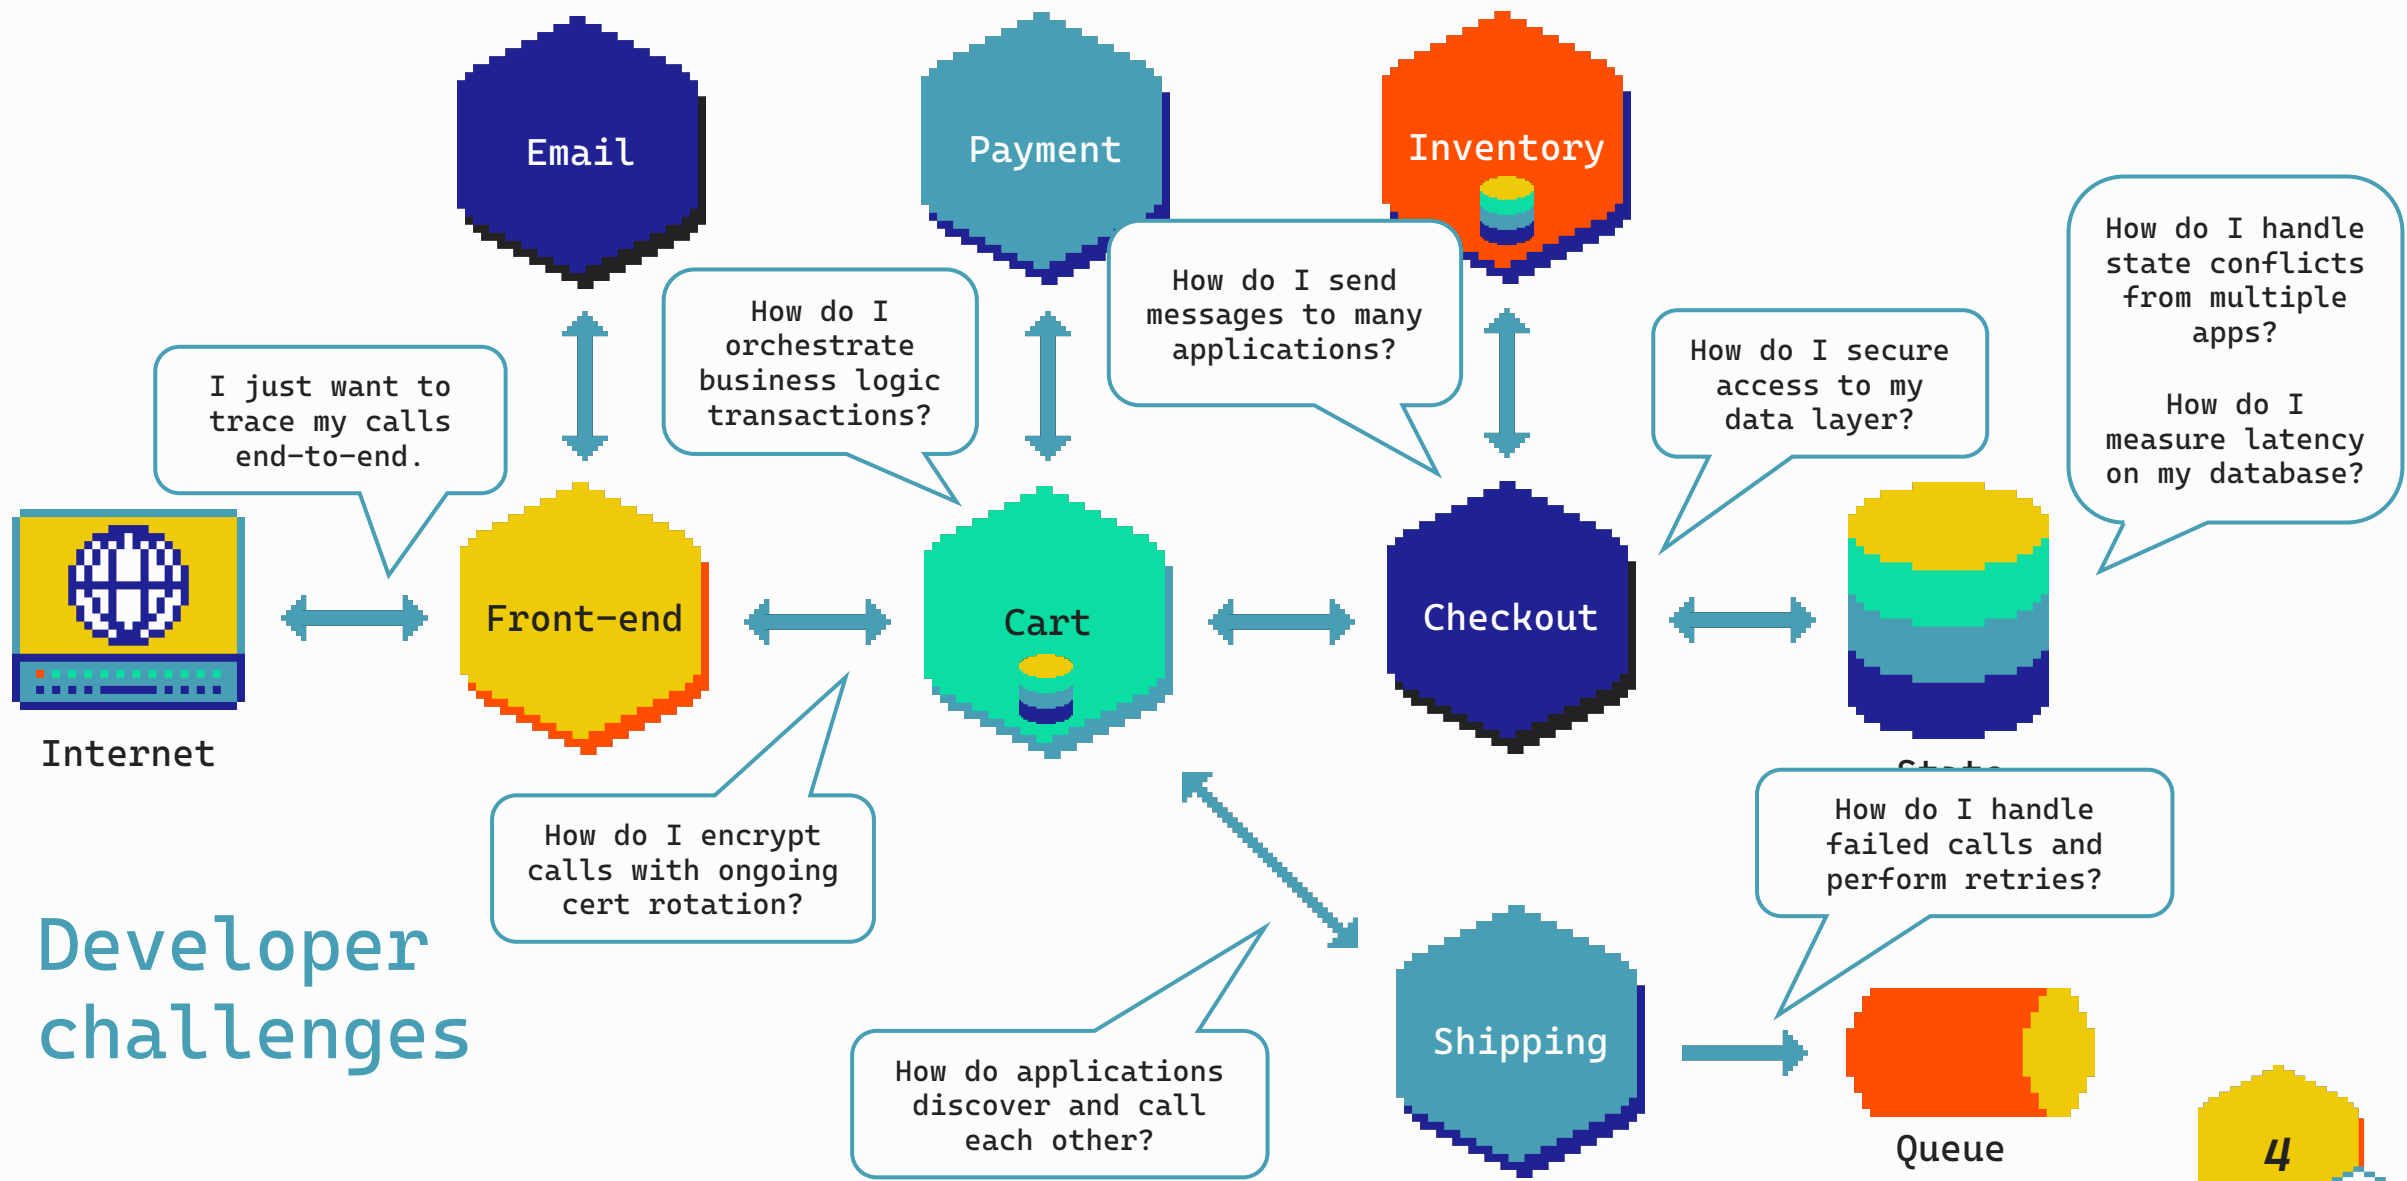 Email
Payment
Inventory
How do I handle
state conflicts
from multiple
apps?
How do I
measure latency
on my database?
How do I send
messages to many
applications?
How do I
orchestrate
business logic
transactions?
How do I secure
access to my
data layer?
I just want to
trace my calls
end-to-end.
Internet
Front-end
Cart
Checkout
State
How do I handle
failed calls and
perform retries?
How do I encrypt
calls with ongoing
cert rotation?
Developer
challenges
How do applications
discover and call
each other?
Shipping
Queue
4